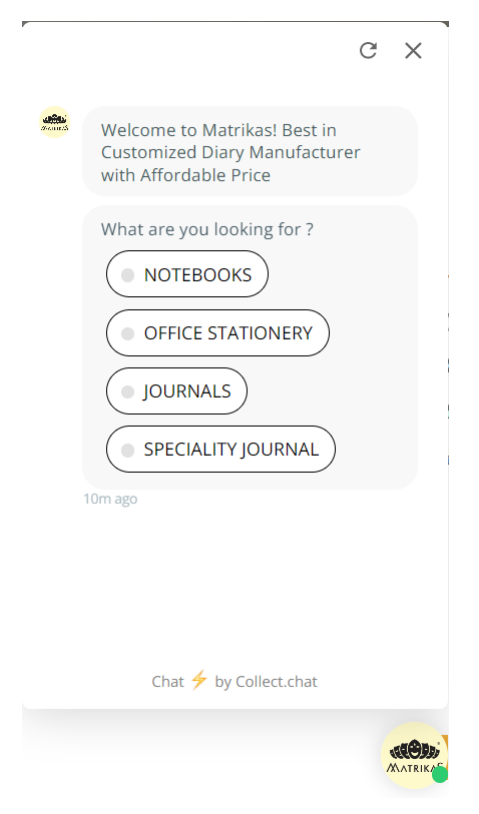 Welcome to Matrikas! Best in
Customized Diary Manufacturer
with Affordable Price
What are you looking for ?
NOTEBOOKS
OFFICE STATIONERY
JOURNALS
SPECIALITY JOURNAL
10m ago
Chat ⚡ by Collect.chat
MATRIKAS